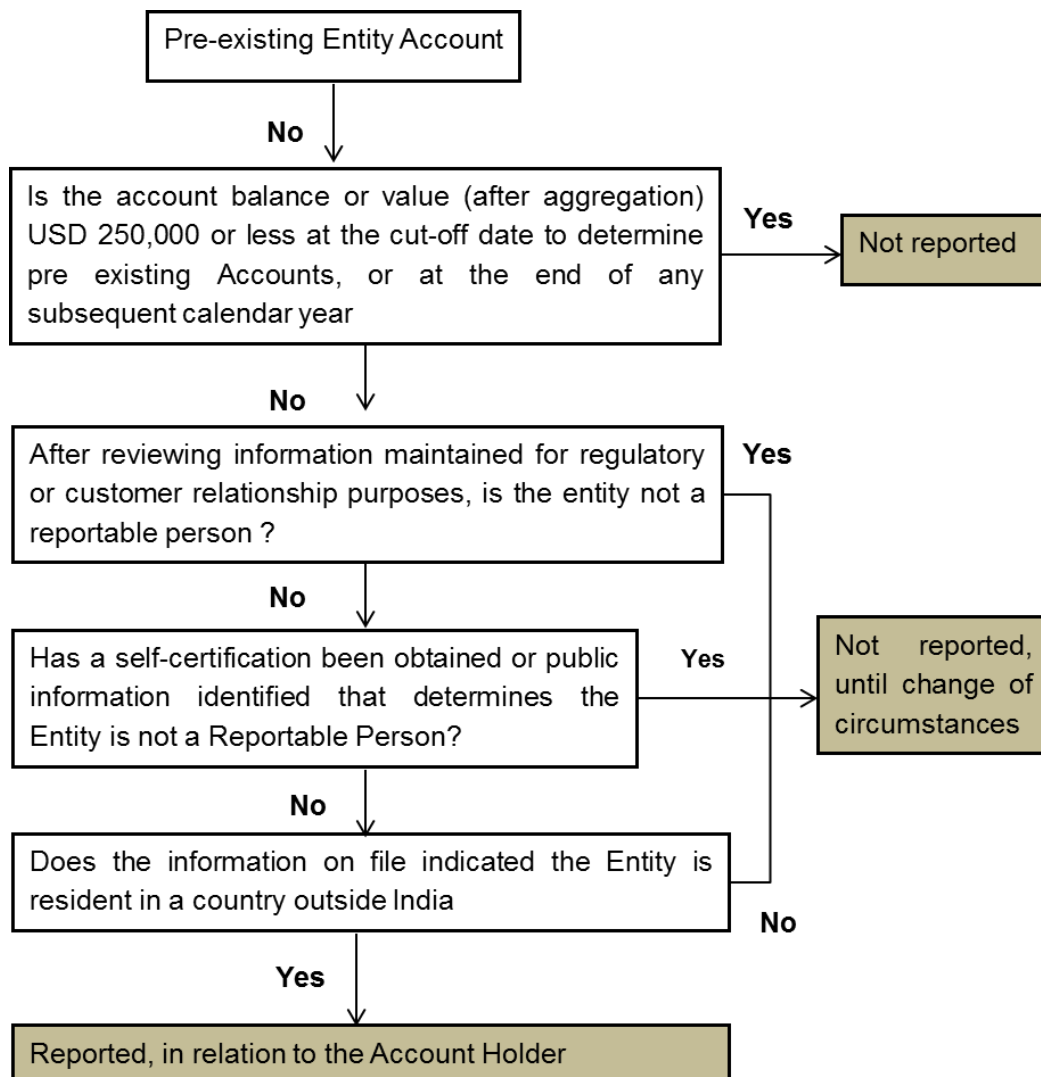 Pre-existing Entity Account
No
Is the account balance or value (after aggregation)
USD 250,000 or less at the cut-off date to determine
pre existing Accounts, or at the end of any
subsequent calendar year
Yes
Not reported
No
After reviewing information maintained for regulatory
or customer relationship purposes, is the entity not a
reportable person ?
Yes
No
Has a self-certification been obtained or public
information identified that determines the
Entity is not a Reportable Person?
Yes
Not reported,
until change of
circumstances
No
Does the information on file indicated the Entity is
resident in a country outside India
No
Yes
Reported, in relation to the Account Holder